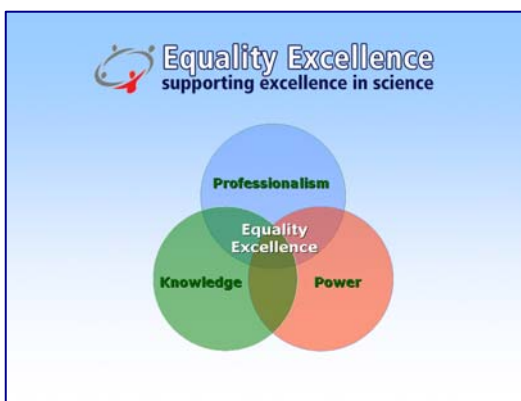 Equality Excellence
supporting excellence in science
Professionalism
Equality
Excellence
Knowledge
Power